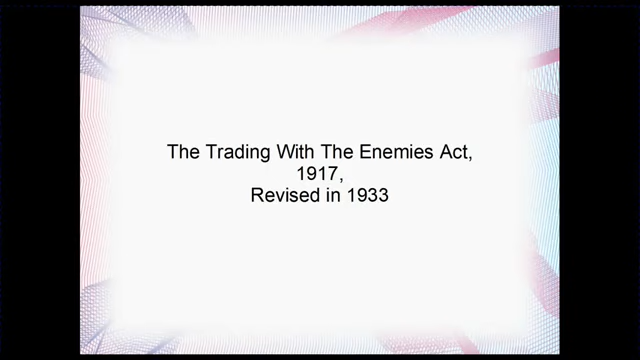 The Trading With The Enemies Act,
1917,
Revised in 1933